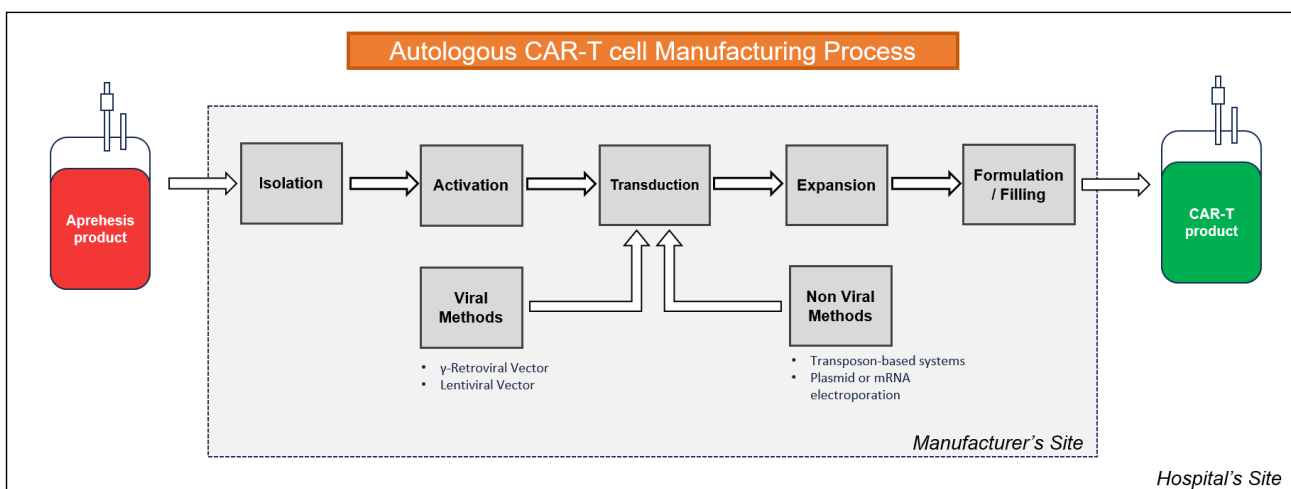 Autologous CAR-T cell Manufacturing Process
Aprehesis
product
Isolation
Activation
Transduction
Expansion
Formulation
/ Filling
CAR-T
product
Viral
Methods
• γ-Retroviral Vector
• Lentiviral Vector
Non Viral
Methods
• Transposon-based systems
• Plasmid or mRNA
electroporation
Manufacturer's Site
Hospital's Site